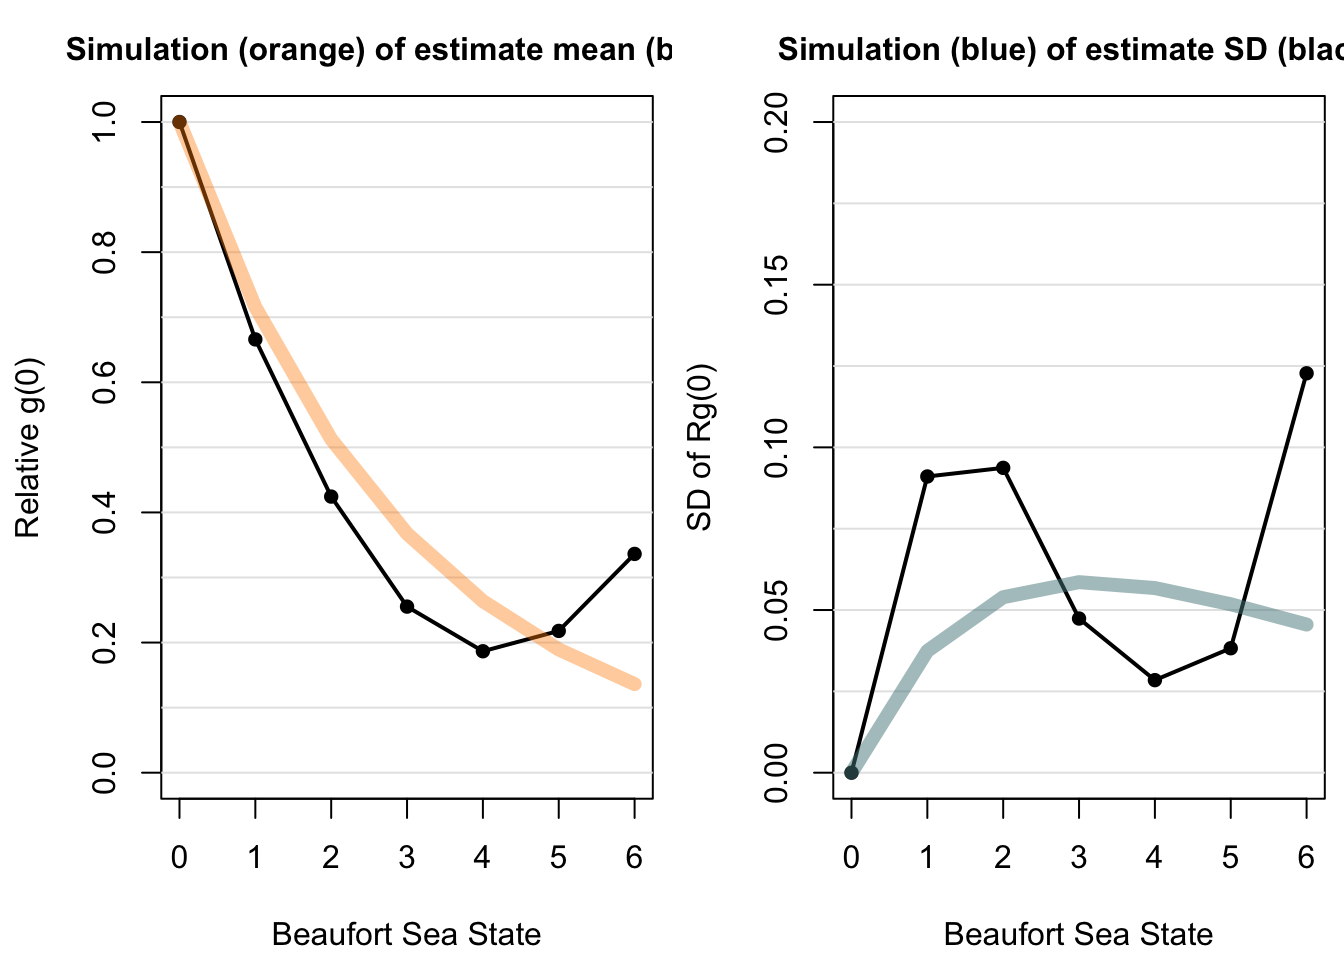 Simulation (orange) of estimate mean (b
Relative g(0)
1.0
0.8
0.6
0.4
0.2
0.0
0 1 2 3 4 5 6
Beaufort Sea State
Simulation (blue) of estimate SD (blac
SD of Rg(0)
0.20
0.15
0.10
0.05
0.00
0 1 2 3 4 5 6
Beaufort Sea State